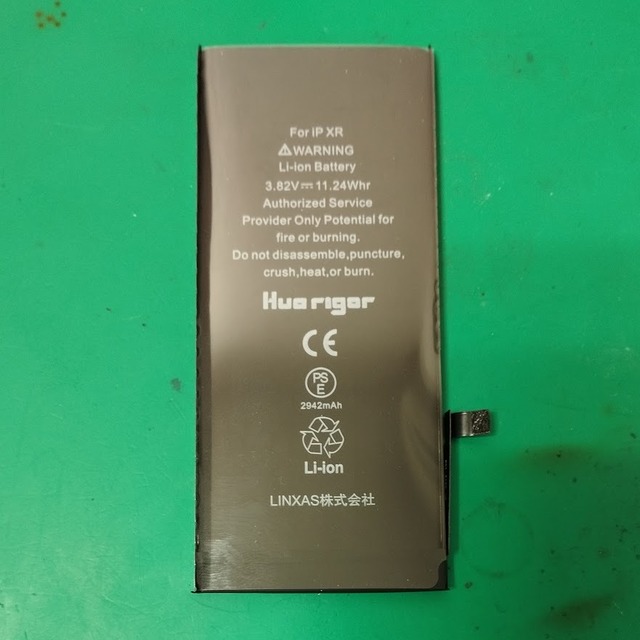 For iP XR
⚠WARNING
Li-ion Battery
3.82V⎓11.24Whr
Authorized Service
Provider Only Potential for
fire or burning.
Do not disassemble,puncture,
crush,heat,or burn.
Huarigor
CE
PS
E
2942mAh
Li-ion
LINXAS株式会社